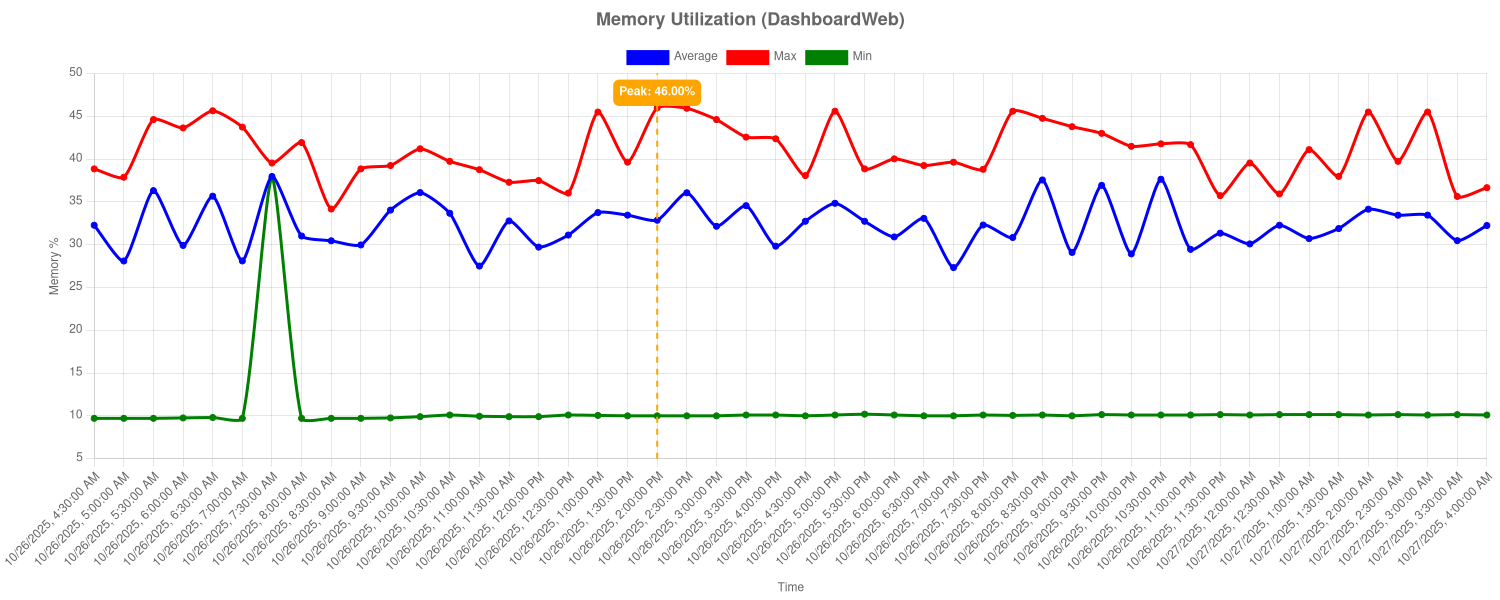 Memory Utilization (DashboardWeb)
Average Max Min
Peak: 46.00%
Memory %
50
45
40
35
30
25
20
15
10
5
10/26/2025, 4:30:00 AM
10/26/2025, 5:00:00 AM
10/26/2025, 5:30:00 AM
10/26/2025, 6:00:00 AM
10/26/2025, 6:30:00 AM
10/26/2025, 7:00:00 AM
10/26/2025, 7:30:00 AM
10/26/2025, 8:00:00 AM
10/26/2025, 8:30:00 AM
10/26/2025, 9:00:00 AM
10/26/2025, 9:30:00 AM
10/26/2025, 10:00:00 AM
10/26/2025, 10:30:00 AM
10/26/2025, 11:00:00 AM
10/26/2025, 11:30:00 AM
10/26/2025, 12:00:00 PM
10/26/2025, 12:30:00 PM
10/26/2025, 1:00:00 PM
10/26/2025, 1:30:00 PM
10/26/2025, 2:00:00 PM
10/26/2025, 2:30:00 PM
10/26/2025, 3:00:00 PM
10/26/2025, 3:30:00 PM
10/26/2025, 4:00:00 PM
10/26/2025, 4:30:00 PM
10/26/2025, 5:00:00 PM
10/26/2025, 5:30:00 PM
10/26/2025, 6:00:00 PM
10/26/2025, 6:30:00 PM
10/26/2025, 7:00:00 PM
10/26/2025, 7:30:00 PM
10/26/2025, 8:00:00 PM
10/26/2025, 8:30:00 PM
10/26/2025, 9:00:00 PM
10/26/2025, 9:30:00 PM
10/26/2025, 10:00:00 PM
10/26/2025, 10:30:00 PM
10/26/2025, 11:00:00 PM
10/26/2025, 11:30:00 PM
10/27/2025, 12:00:00 AM
10/27/2025, 12:30:00 AM
10/27/2025, 1:00:00 AM
10/27/2025, 1:30:00 AM
10/27/2025, 2:00:00 AM
10/27/2025, 2:30:00 AM
10/27/2025, 3:00:00 AM
10/27/2025, 3:30:00 AM
10/27/2025, 4:00:00 AM
Time